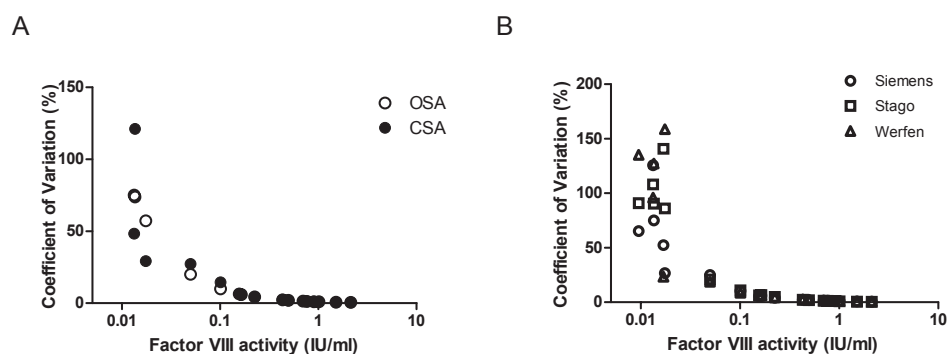 A
Coefficient of Variation (%)
150
100
50
0
0.01
0.1
1
10
Factor VIII activity (IU/ml)
OSA
CSA
B
Coefficient of Variation (%)
200
150
100
50
0
0.01
0.1
1
10
Factor VIII activity (IU/ml)
Siemens
Stago
Werfen